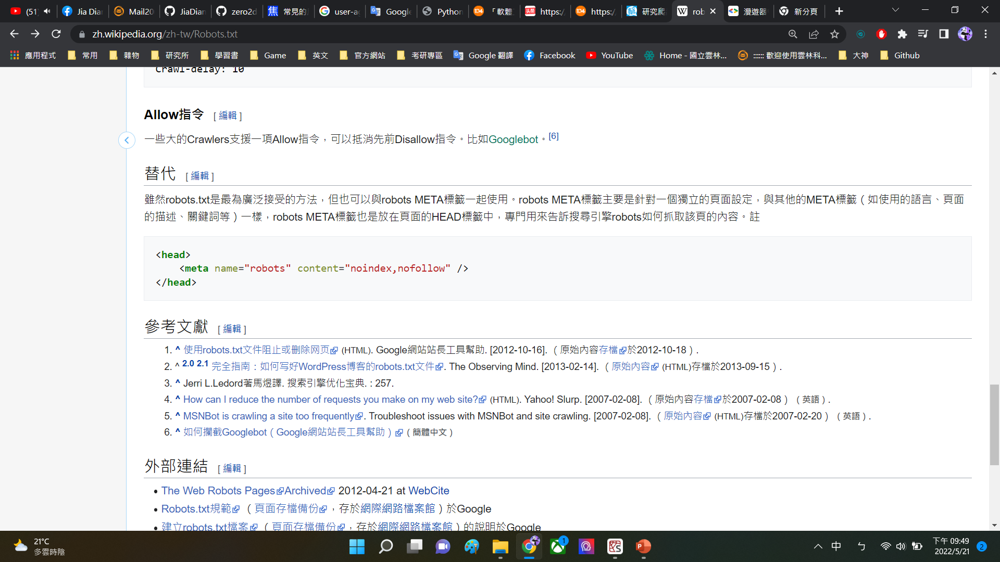 (51)
Jia Dia
Mail20
JiaDian
zero2d
常見的
user-a
Google
Python
「軟體
https:/
https:/
研究爬
rob
漫遊器
新分頁
zh.wikipedia.org/zh-tw/Robots.txt
應用程式 常用 雜物 研究所 學習書 Game 英文 官方網站 考研專區 Google 翻譯 Facebook YouTube Home - 國立雲林... :::::: 歡迎使用雲林科... 大神 Github
Crawl-delay: 10
Allow指令 [ 編輯 ]
一些大的Crawlers支援一項Allow指令，可以抵消先前Disallow指令。比如Googlebot。[6]
替代 [ 編輯 ]
雖然robots.txt是最為廣泛接受的方法，但也可以與robots META標籤一起使用。robots META標籤主要是針對一個獨立的頁面設定，與其他的META標籤（如使用的語言、頁面
的描述、關鍵詞等）一樣，robots META標籤也是放在頁面的HEAD標籤中，專門用來告訴搜尋引擎robots如何抓取該頁的內容。註
<head>
<meta name="robots" content="noindex,nofollow" />
</head>
參考文獻 [ 編輯 ]
1. ^ 使用robots.txt文件阻止或刪除网页 (HTML). Google網站站長工具幫助. [2012-10-16]. （原始內容存檔於2012-10-18）.
2. ^ 2.0 2.1 完全指南：如何写好WordPress博客的robots.txt文件. The Observing Mind. [2013-02-14]. （原始內容 (HTML)存檔於2013-09-15）.
3. ^ Jerri L.Ledord著馬煜譯. 搜索引擎优化宝典. : 257.
4. ^ How can I reduce the number of requests you make on my web site? (HTML). Yahoo! Slurp. [2007-02-08]. （原始內容存檔於2007-02-08）（英語）.
5. ^ MSNBot is crawling a site too frequently. Troubleshoot issues with MSNBot and site crawling. [2007-02-08]. （原始內容 (HTML)存檔於2007-02-20）（英語）.
6. ^ 如何攔截Googlebot（Google網站站長工具幫助）（簡體中文）
外部連結 [ 編輯 ]
• The Web Robots PagesArchived 2012-04-21 at WebCite
• Robots.txt規範（頁面存檔備份，存於網際網路檔案館）於Google
• 建立robots.txt檔案（頁面存檔備份，存於網際網路檔案館）的說明於Google
21°C
多雲時陰
1
中
ㄣ
下午 09:49
2022/5/21
2